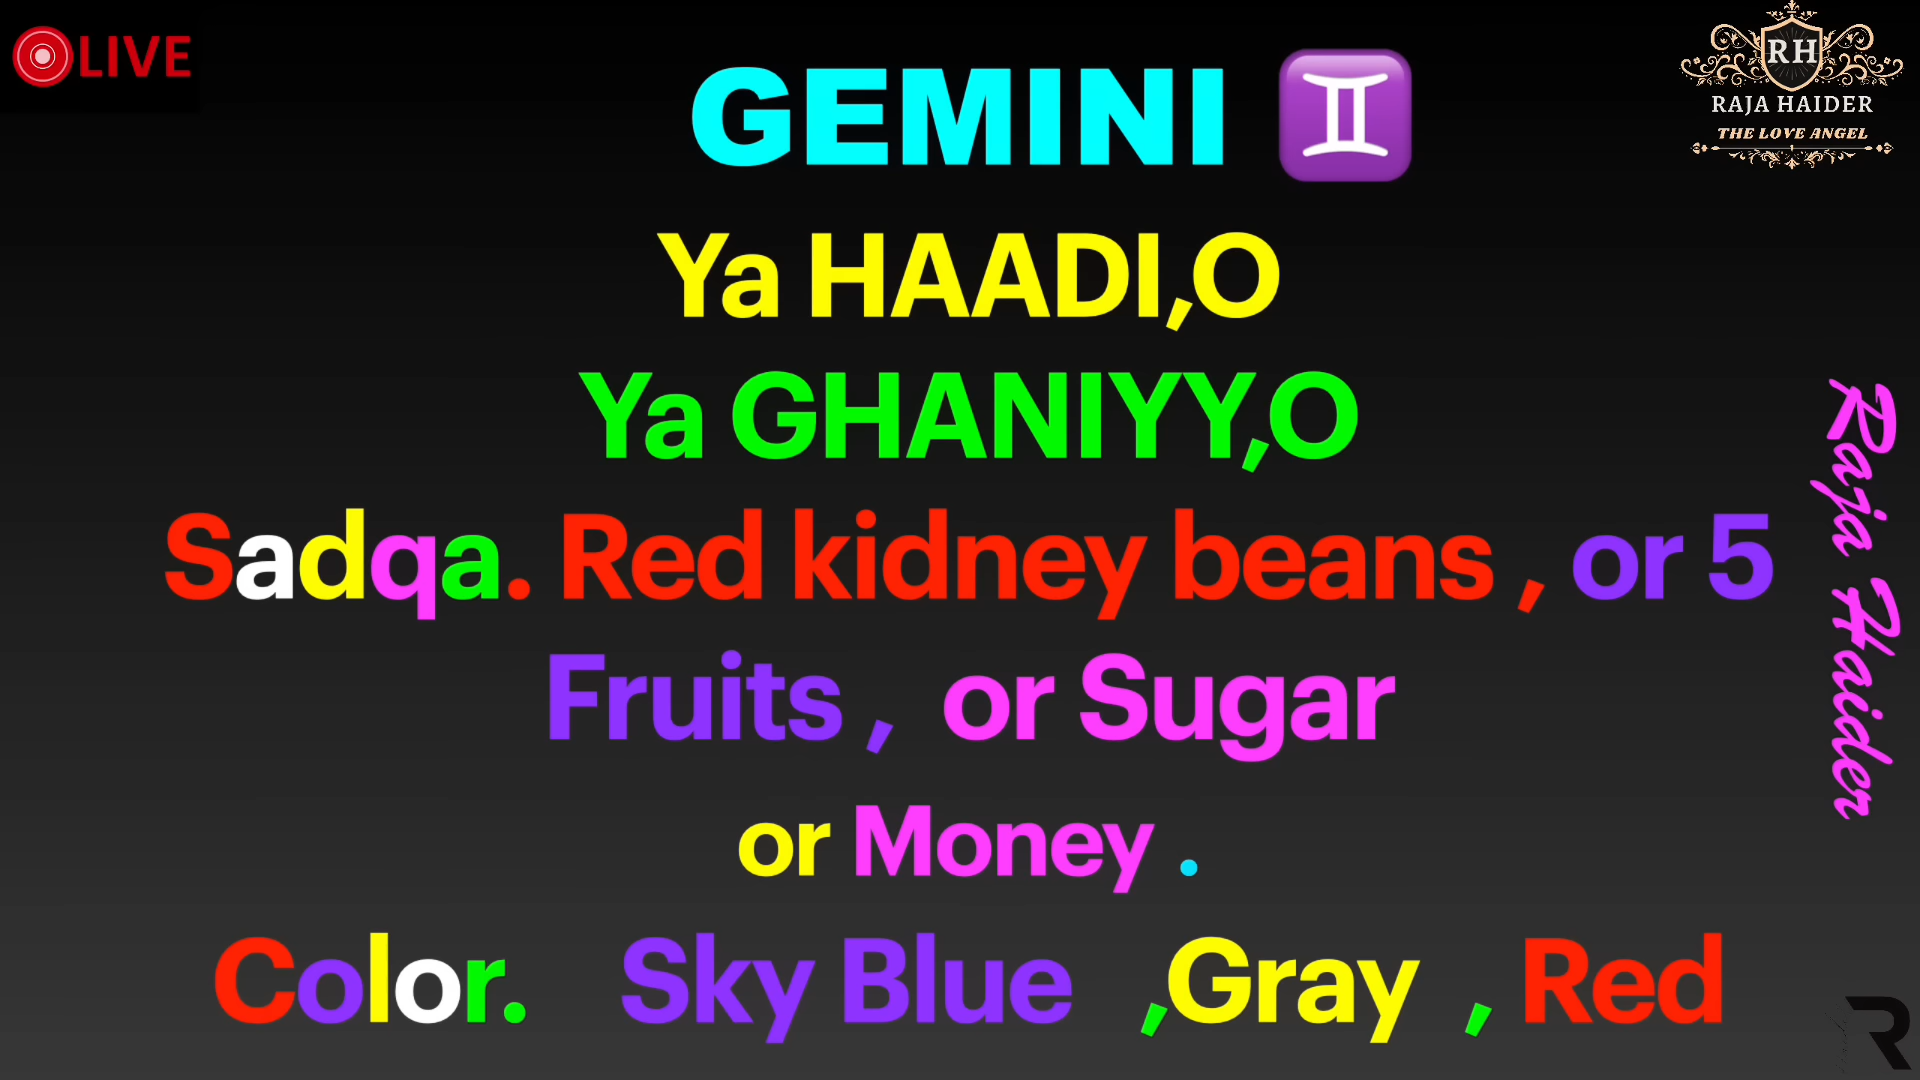 LIVE
RH
RAJA HAIDER
THE LOVE ANGEL
GEMINI ♊
Ya HAADI,O
Ya GHANIYY,O
Sadqa. Red kidney beans , or 5
Fruits , or Sugar
or Money .
Color. Sky Blue ,Gray , Red
Raja Haider
R